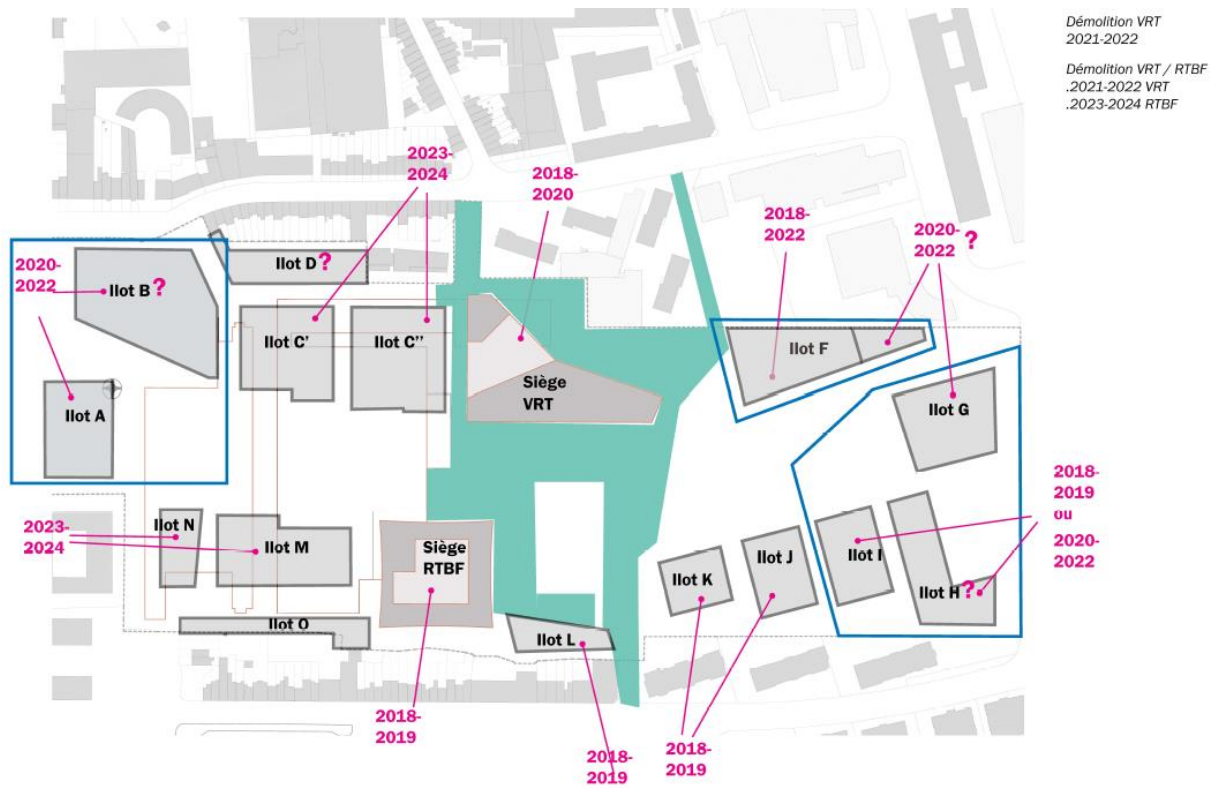 Démolition VRT
2021-2022
Démolition VRT / RTBF
.2021-2022 VRT
.2023-2024 RTBF
2023-
2024
2018-
2020
2018-
2022
2020-
2022 ?
2020-
2022
Ilot B ?
Ilot D ?
Ilot C'
Ilot C''
Siège
VRT
Ilot F
Ilot A
Ilot G
2018-
2019
ou
2020-
2022
2023-
2024
Ilot N
Ilot M
Siège
RTBF
Ilot K
Ilot J
Ilot I
Ilot H ?
Ilot O
Ilot L
2018-
2019
2018-
2019
2018-
2019